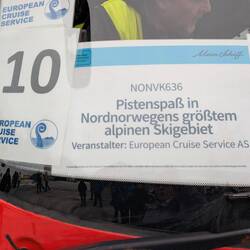 EUROPEAN
CRUISE
SERVICE
10
EUROPEAN
CRUISE
SERVICE
Mein Schiff
NONVK636
Pistenspaß in
Nordnorwegens größtem
alpinen Skigebiet
Veranstalter: European Cruise Service AS